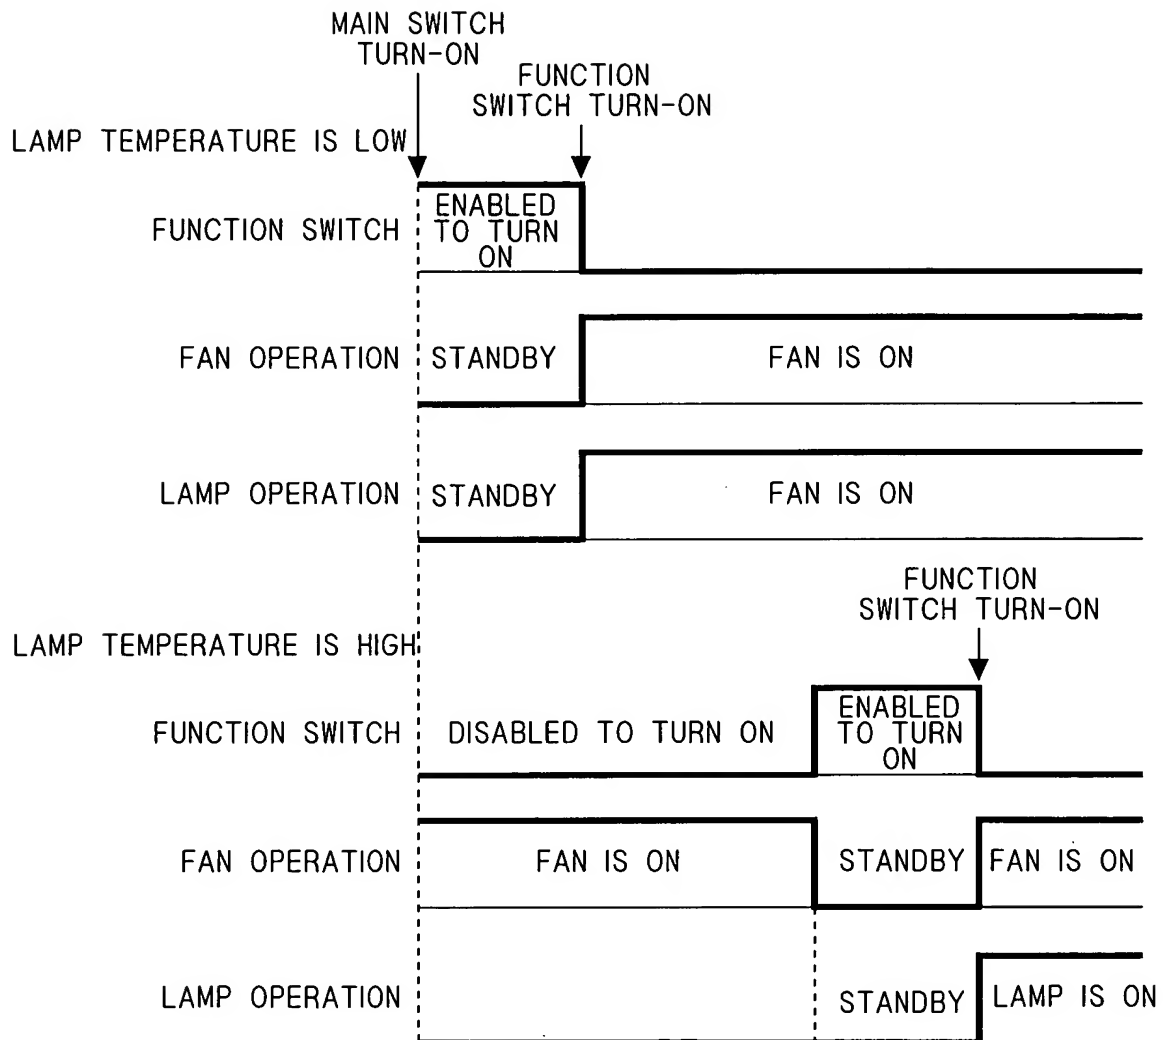 MAIN SWITCH
TURN-ON
FUNCTION
SWITCH TURN-ON
LAMP TEMPERATURE IS LOW
FUNCTION SWITCH
ENABLED
TO TURN
ON
FAN OPERATION
STANDBY
FAN IS ON
LAMP OPERATION
STANDBY
FAN IS ON
FUNCTION
SWITCH TURN-ON
LAMP TEMPERATURE IS HIGH
FUNCTION SWITCH
DISABLED TO TURN ON
ENABLED
TO TURN
ON
FAN OPERATION
FAN IS ON
STANDBY
FAN IS ON
LAMP OPERATION
STANDBY
LAMP IS ON